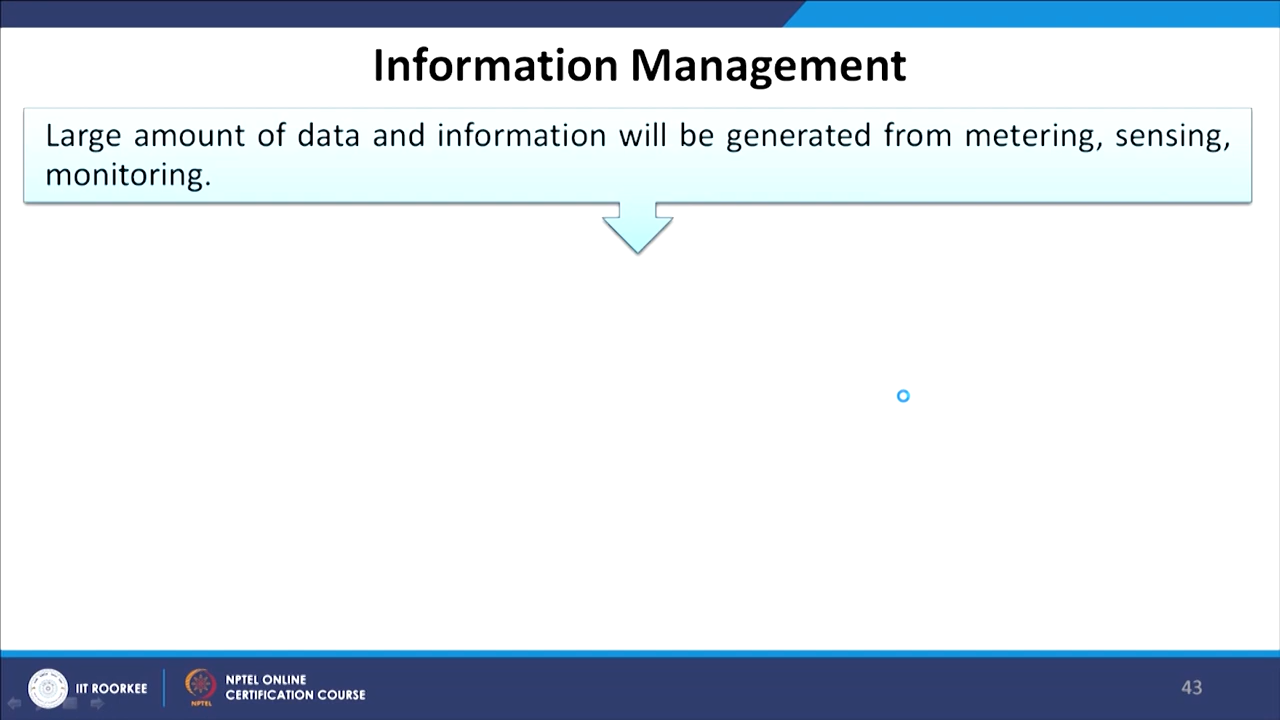 Information Management
Large amount of data and information will be generated from metering, sensing,
monitoring.
IIT ROORKEE
NPTEL ONLINE
CERTIFICATION COURSE
NPTEL
43